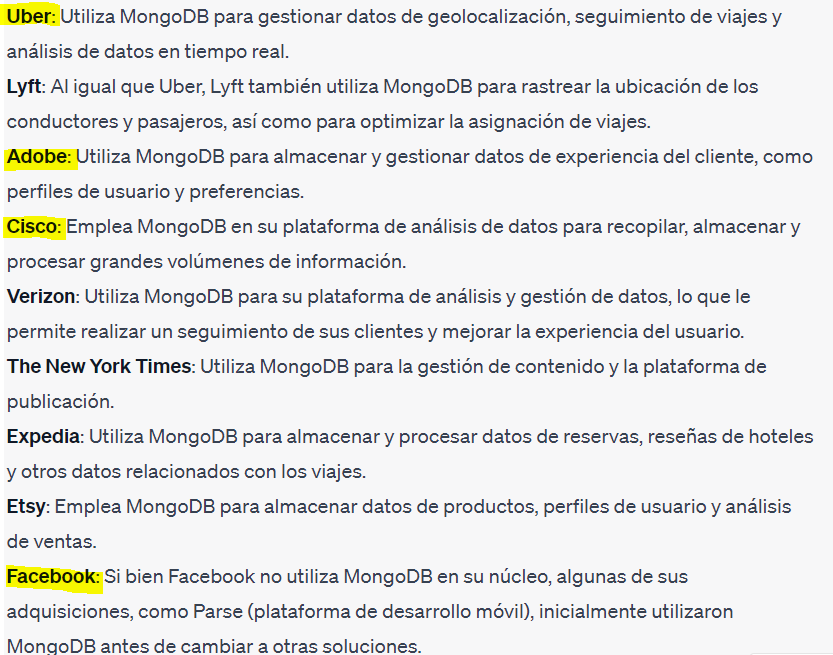 Uber: Utiliza MongoDB para gestionar datos de geolocalización, seguimiento de viajes y
análisis de datos en tiempo real.
Lyft: Al igual que Uber, Lyft también utiliza MongoDB para rastrear la ubicación de los
conductores y pasajeros, así como para optimizar la asignación de viajes.
Adobe: Utiliza MongoDB para almacenar y gestionar datos de experiencia del cliente, como
perfiles de usuario y preferencias.
Cisco: Emplea MongoDB en su plataforma de análisis de datos para recopilar, almacenar y
procesar grandes volúmenes de información.
Verizon: Utiliza MongoDB para su plataforma de análisis y gestión de datos, lo que le
permite realizar un seguimiento de sus clientes y mejorar la experiencia del usuario.
The New York Times: Utiliza MongoDB para la gestión de contenido y la plataforma de
publicación.
Expedia: Utiliza MongoDB para almacenar y procesar datos de reservas, reseñas de hoteles
y otros datos relacionados con los viajes.
Etsy: Emplea MongoDB para almacenar datos de productos, perfiles de usuario y análisis
de ventas.
Facebook: Si bien Facebook no utiliza MongoDB en su núcleo, algunas de sus
adquisiciones, como Parse (plataforma de desarrollo móvil), inicialmente utilizaron
MongoDB antes de cambiar a otras soluciones.